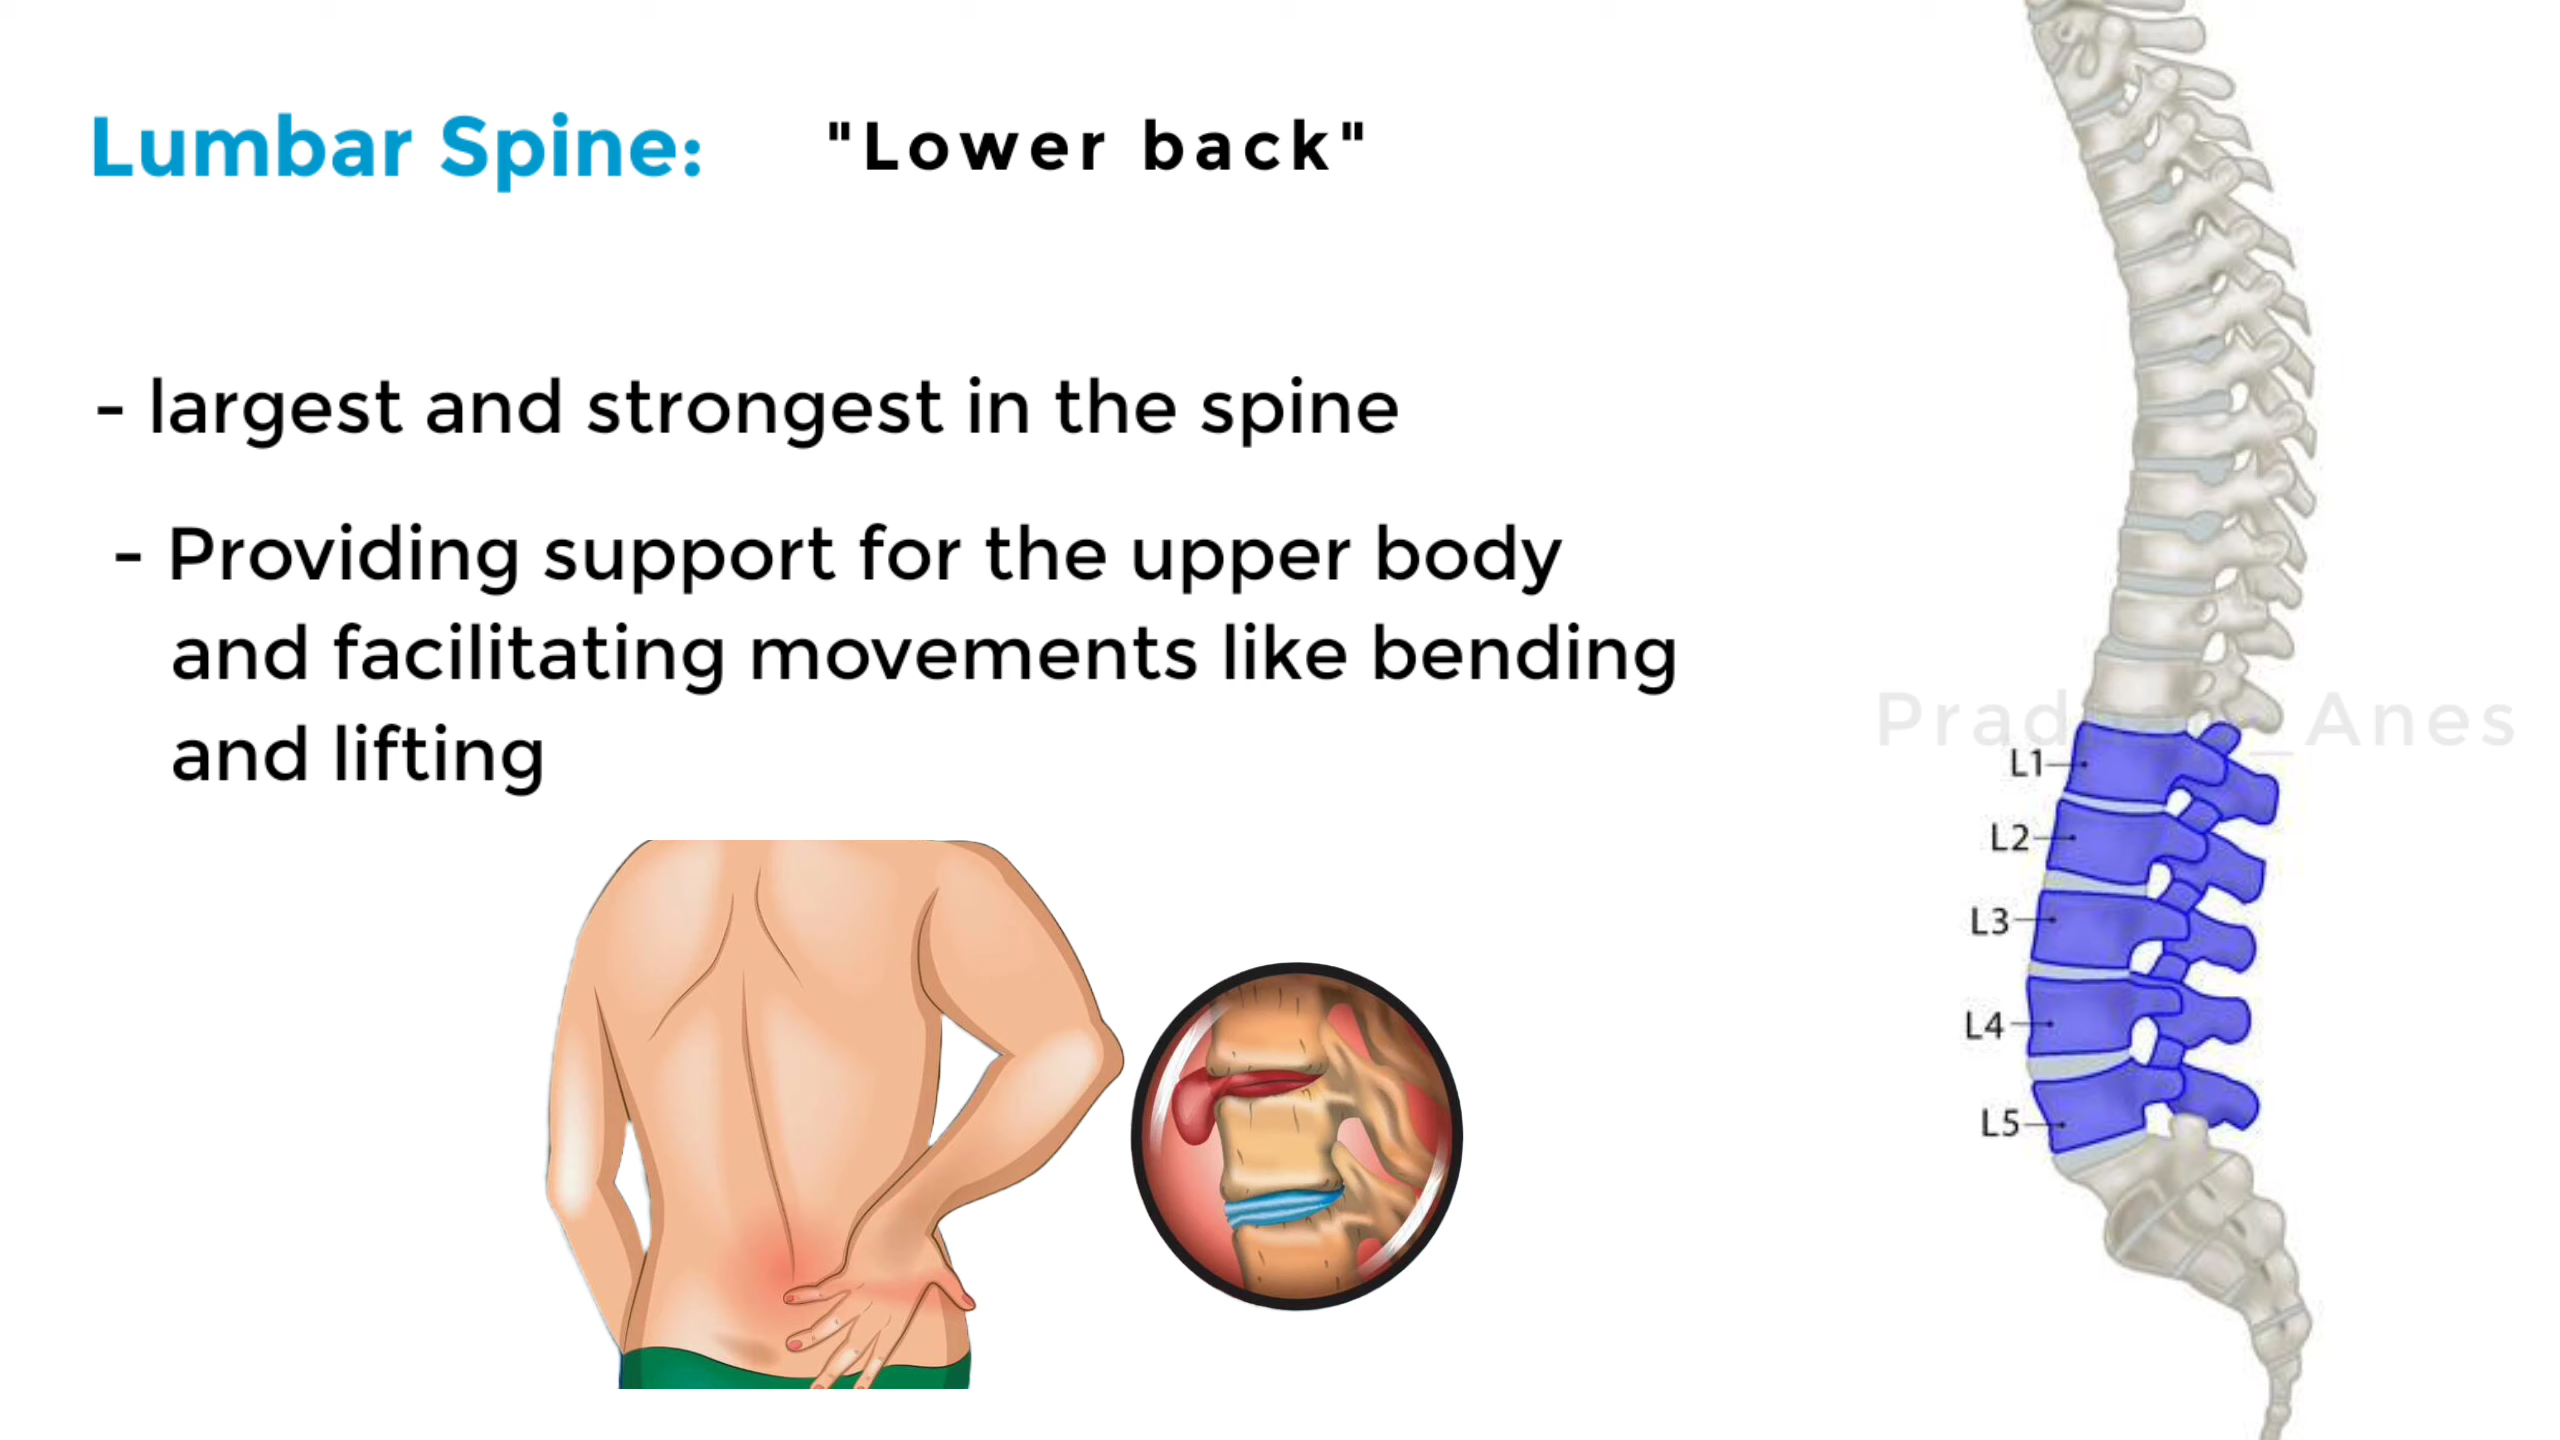 Lumbar Spine: "Lower back"
- largest and strongest in the spine
- Providing support for the upper body
and facilitating movements like bending
and lifting
L1
L2
L3
L4
L5